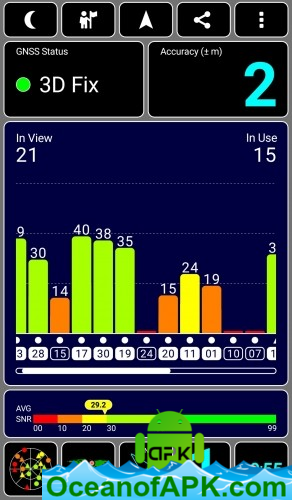 GNSS Status
Accuracy (± m)
3D Fix
2
In View
In Use
21
15
9 30 14 40 38 35 15 24 19 3
3 28 15 17 30 13 24 20 11 01 10 07 1
29.2
AVG
SNR
00 10 20 30 99
apk
OceanofAPK.com